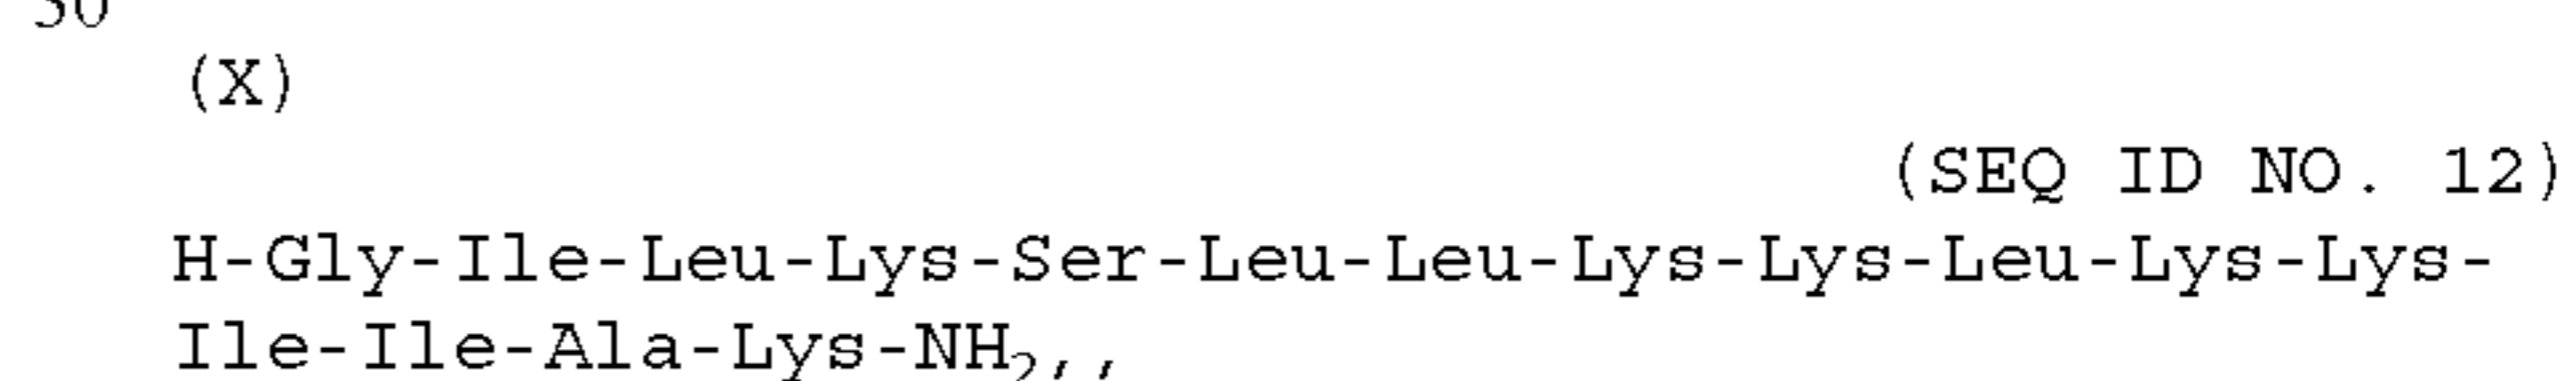 30
(X)
(SEQ ID NO. 12)
H-Gly-Ile-Leu-Lys-Ser-Leu-Leu-Lys-Lys-Leu-Lys-Lys-
Ile-Ile-Ala-Lys-NH₂,,